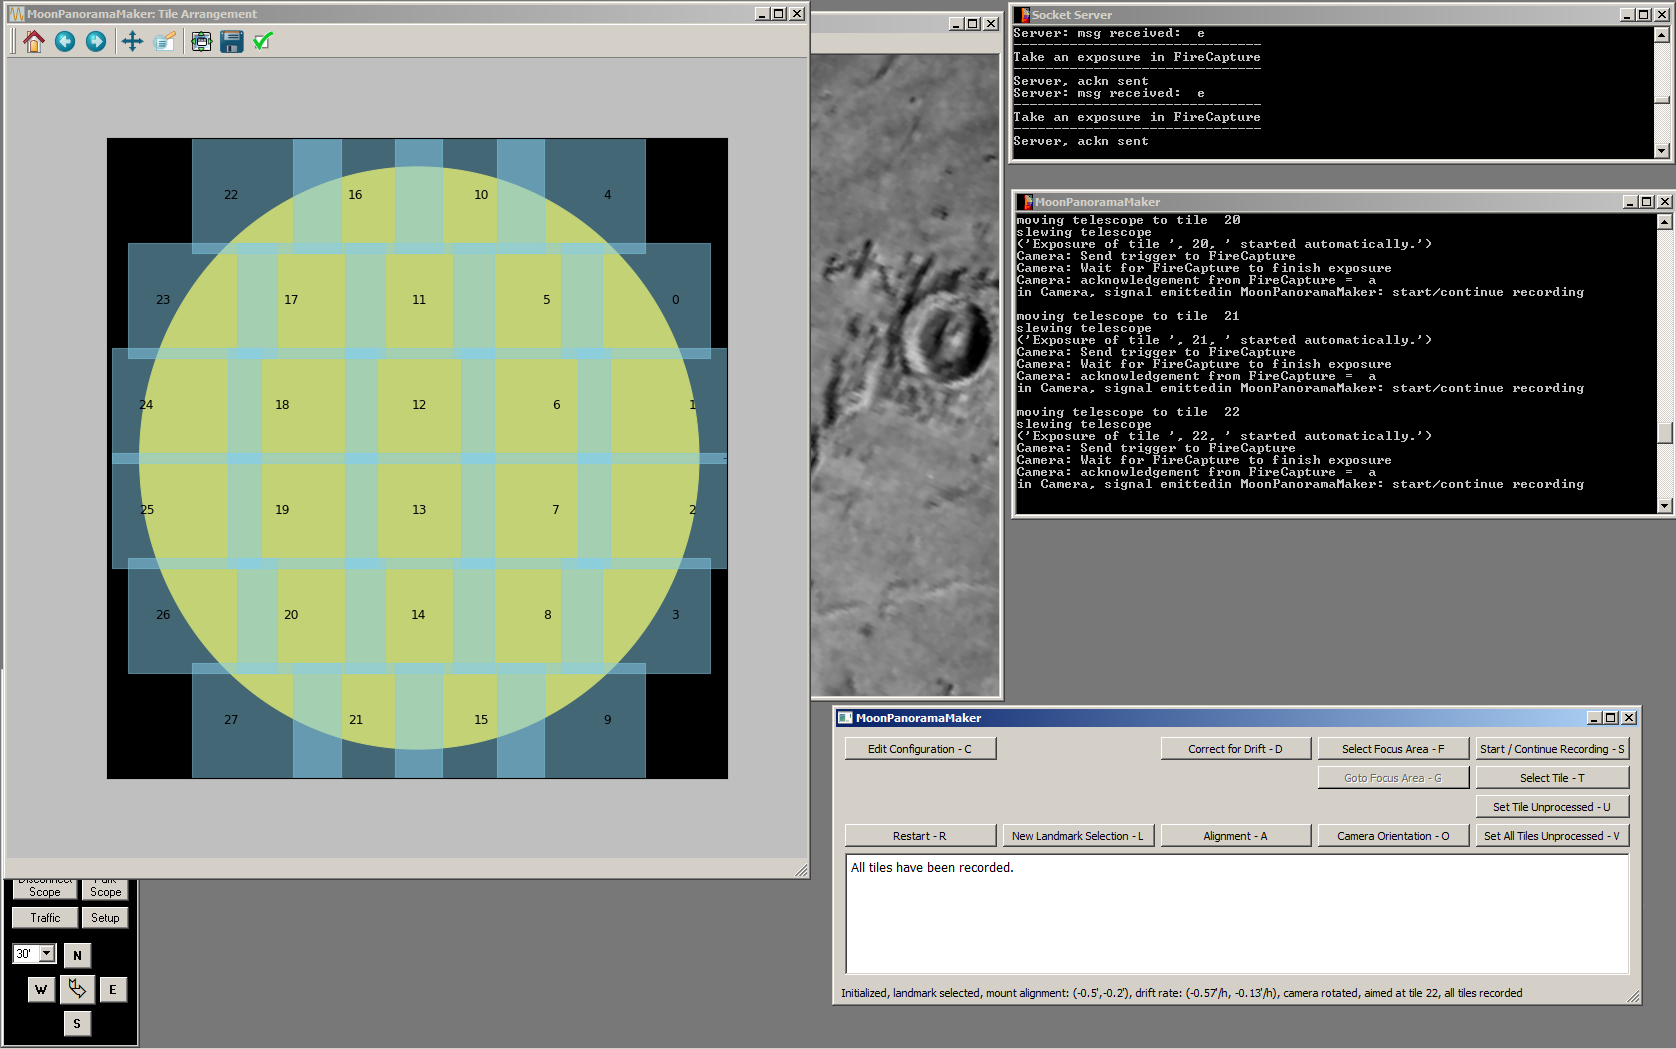 MoonPanoramaMaker: Tile Arrangement
22 16 10 4
23 17 11 5 0
24 18 12 6 1
25 19 13 7 2
26 20 14 8 3
27 21 15 9
Scope Scope
Traffic Setup
30' N
W E
S
Socket Server
Server: msg received:  e
-------------------------------
Take an exposure in FireCapture
-------------------------------
Server, ackn sent
Server: msg received:  e
-------------------------------
Take an exposure in FireCapture
-------------------------------
Server, ackn sent
MoonPanoramaMaker
moving telescope to tile  20
slewing telescope
('Exposure of tile ', 20, ' started automatically.')
Camera: Send trigger to FireCapture
Camera: Wait for FireCapture to finish exposure
Camera: acknowledgement from FireCapture =  a
in Camera, signal emittedin MoonPanoramaMaker: start/continue recording
moving telescope to tile  21
slewing telescope
('Exposure of tile ', 21, ' started automatically.')
Camera: Send trigger to FireCapture
Camera: Wait for FireCapture to finish exposure
Camera: acknowledgement from FireCapture =  a
in Camera, signal emittedin MoonPanoramaMaker: start/continue recording
moving telescope to tile  22
slewing telescope
('Exposure of tile ', 22, ' started automatically.')
Camera: Send trigger to FireCapture
Camera: Wait for FireCapture to finish exposure
Camera: acknowledgement from FireCapture =  a
in Camera, signal emittedin MoonPanoramaMaker: start/continue recording
MoonPanoramaMaker
Edit Configuration - C Correct for Drift - D Select Focus Area - F Start / Continue Recording - S
Goto Focus Area - G Select Tile - T
Set Tile Unprocessed - U
Restart - R New Landmark Selection - L Alignment - A Camera Orientation - O Set All Tiles Unprocessed - V
All tiles have been recorded.
Initialized, landmark selected, mount alignment: (-0.5',-0.2'), drift rate: (-0.57'/h, -0.13'/h), camera rotated, aimed at tile 22, all tiles recorded